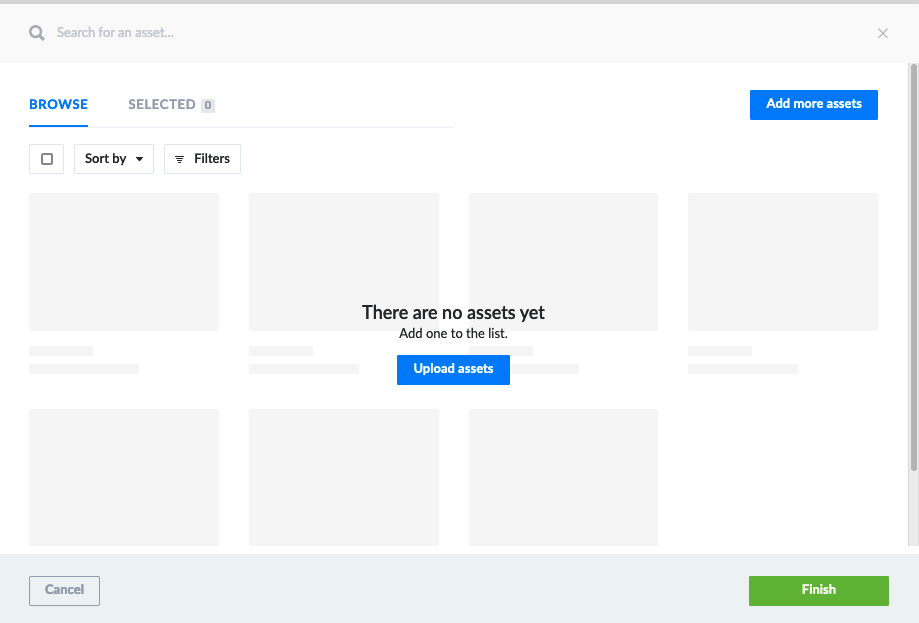 Search for an asset...
BROWSE SELECTED 0
Add more assets
Sort by Filters
There are no assets yet
Add one to the list.
Upload assets
Cancel Finish